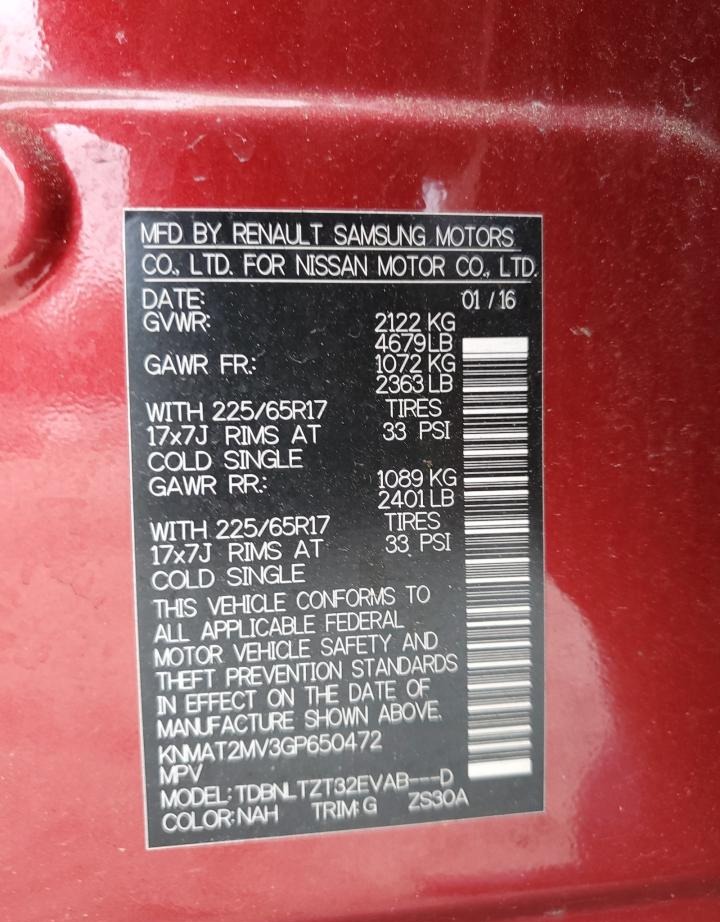 MFD BY RENAULT SAMSUNG MOTORS
CO., LTD. FOR NISSAN MOTOR CO., LTD.
DATE: 01 / 16
GVWR: 2122 KG
4679 LB
GAWR FR.: 1072 KG
2363 LB
WITH 225/65R17 TIRES
17x7J RIMS AT 33 PSI
COLD SINGLE
GAWR RR.: 1089 KG
2401 LB
WITH 225/65R17 TIRES
17x7J RIMS AT 33 PSI
COLD SINGLE
THIS VEHICLE CONFORMS TO
ALL APPLICABLE FEDERAL
MOTOR VEHICLE SAFETY AND
THEFT PREVENTION STANDARDS
IN EFFECT ON THE DATE OF
MANUFACTURE SHOWN ABOVE.
KNMAT2MV3GP650472
MPV
MODEL: TDBNLTZT32EVAB---D
COLOR: NAH TRIM: G ZS30A